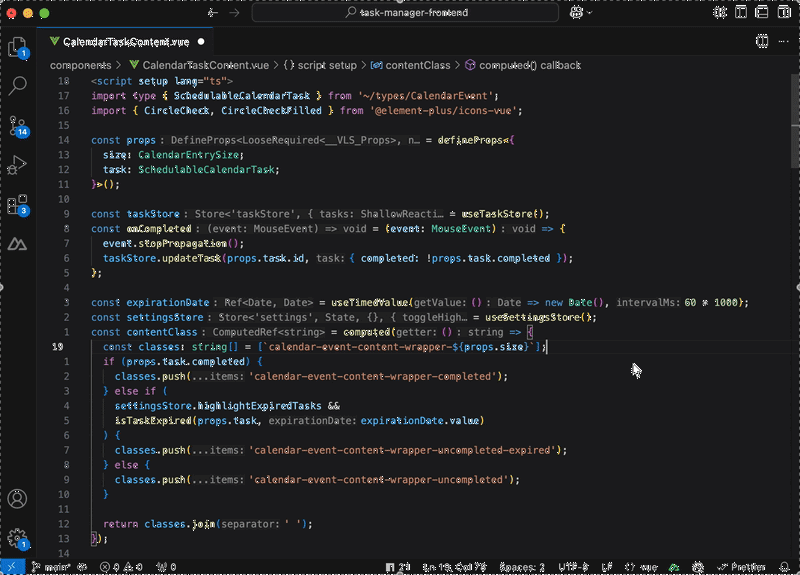 task-manager-frontend
CalendarTaskContent.vue
components > CalendarTaskContent.vue > {} script setup > contentClass > computed() callback
18 <script setup lang="ts">
17 import type { SchedulableCalendarTask } from '~/types/CalendarEvent';
16 import { CircleCheck, CircleCheckFilled } from '@element-plus/icons-vue';
15
14 const props : DefineProps<LooseRequired<__VLS_Props>, n… = defineProps<{
13 size: CalendarEntrySize;
12 task: SchedulableCalendarTask;
11 }>();
10
9 const taskStore : Store<'taskStore', { tasks: ShallowReacti… = useTaskStore();
8 const onCompleted : (event: MouseEvent) => void = (event: MouseEvent) : void => {
7 event.stopPropagation();
6 taskStore.updateTask(props.task.id, task: { completed: !props.task.completed });
5 };
4
3 const expirationDate : Ref<Date, Date> = useTimedValue(getValue: () : Date => new Date(), intervalMs: 60 * 1000);
2 const settingsStore : Store<'settings', State, {}, { toggleHigh… = useSettingsStore();
1 const contentClass : ComputedRef<string> = computed(getter: () : string => {
19 const classes: string[] = [`calendar-event-content-wrapper-${props.size}`];
1 if (props.task.completed) {
2 classes.push(...items: 'calendar-event-content-wrapper-completed');
3 } else if (
4 settingsStore.highlightExpiredTasks &&
5 isTaskExpired(props.task, expirationDate: expirationDate.value)
6 ) {
7 classes.push(...items: 'calendar-event-content-wrapper-uncompleted-expired');
8 } else {
9 classes.push(...items: 'calendar-event-content-wrapper-uncompleted');
10 }
11
12 return classes.join(separator: ' ');
13 });
14
1
14
3
1
main*
0 0
0
Spaces: 2 UTF-8 LF vue Prettier